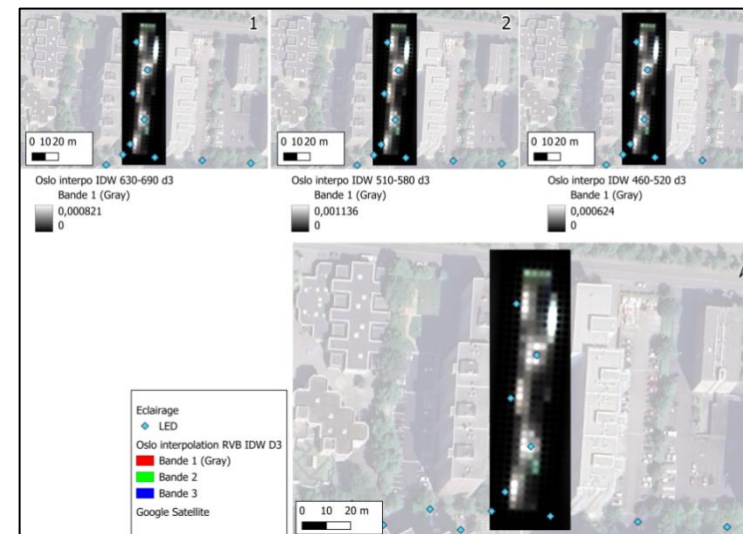 1
2
0 10 20 m
0 10 20 m
0 10 20 m
Oslo interpo IDW 630-690 d3
Bande 1 (Gray)
0,000821
0
Oslo interpo IDW 510-580 d3
Bande 1 (Gray)
0,001136
0
Oslo interpo IDW 460-520 d3
Bande 1 (Gray)
0,000624
0
Eclairage
LED
Oslo interpolation RVB IDW D3
Bande 1 (Gray)
Bande 2
Bande 3
Google Satellite
0 10 20 m